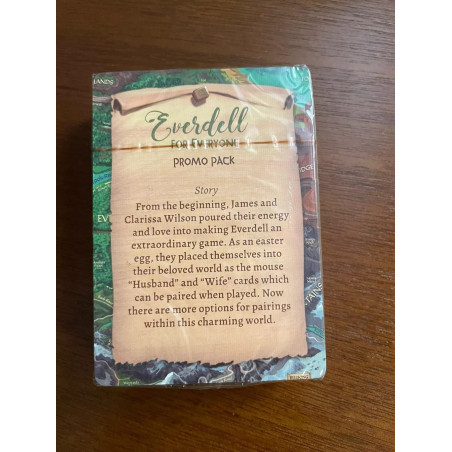 LANDS
Everdell
FOR EVERYONE
PROMO PACK
Story
From the beginning, James and
Clarissa Wilson poured their energy
and love into making Everdell an
extraordinary game. As an easter
egg, they placed themselves into
their beloved world as the mouse
“Husband” and “Wife” cards which
can be paired when played. Now
there are more options for pairings
within this charming world.